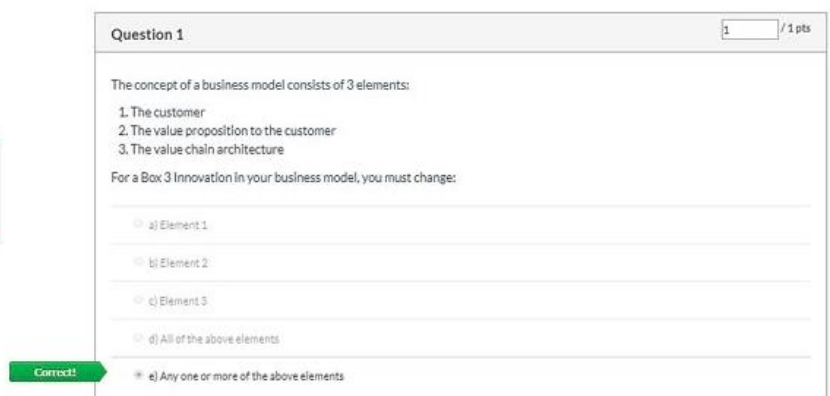 Question 1
1 / 1 pts
The concept of a business model consists of 3 elements:
1. The customer
2. The value proposition to the customer
3. The value chain architecture
For a Box 3 Innovation in your business model, you must change:
a) Element 1
b) Element 2
c) Element 3
d) All of the above elements
Correct!
e) Any one or more of the above elements